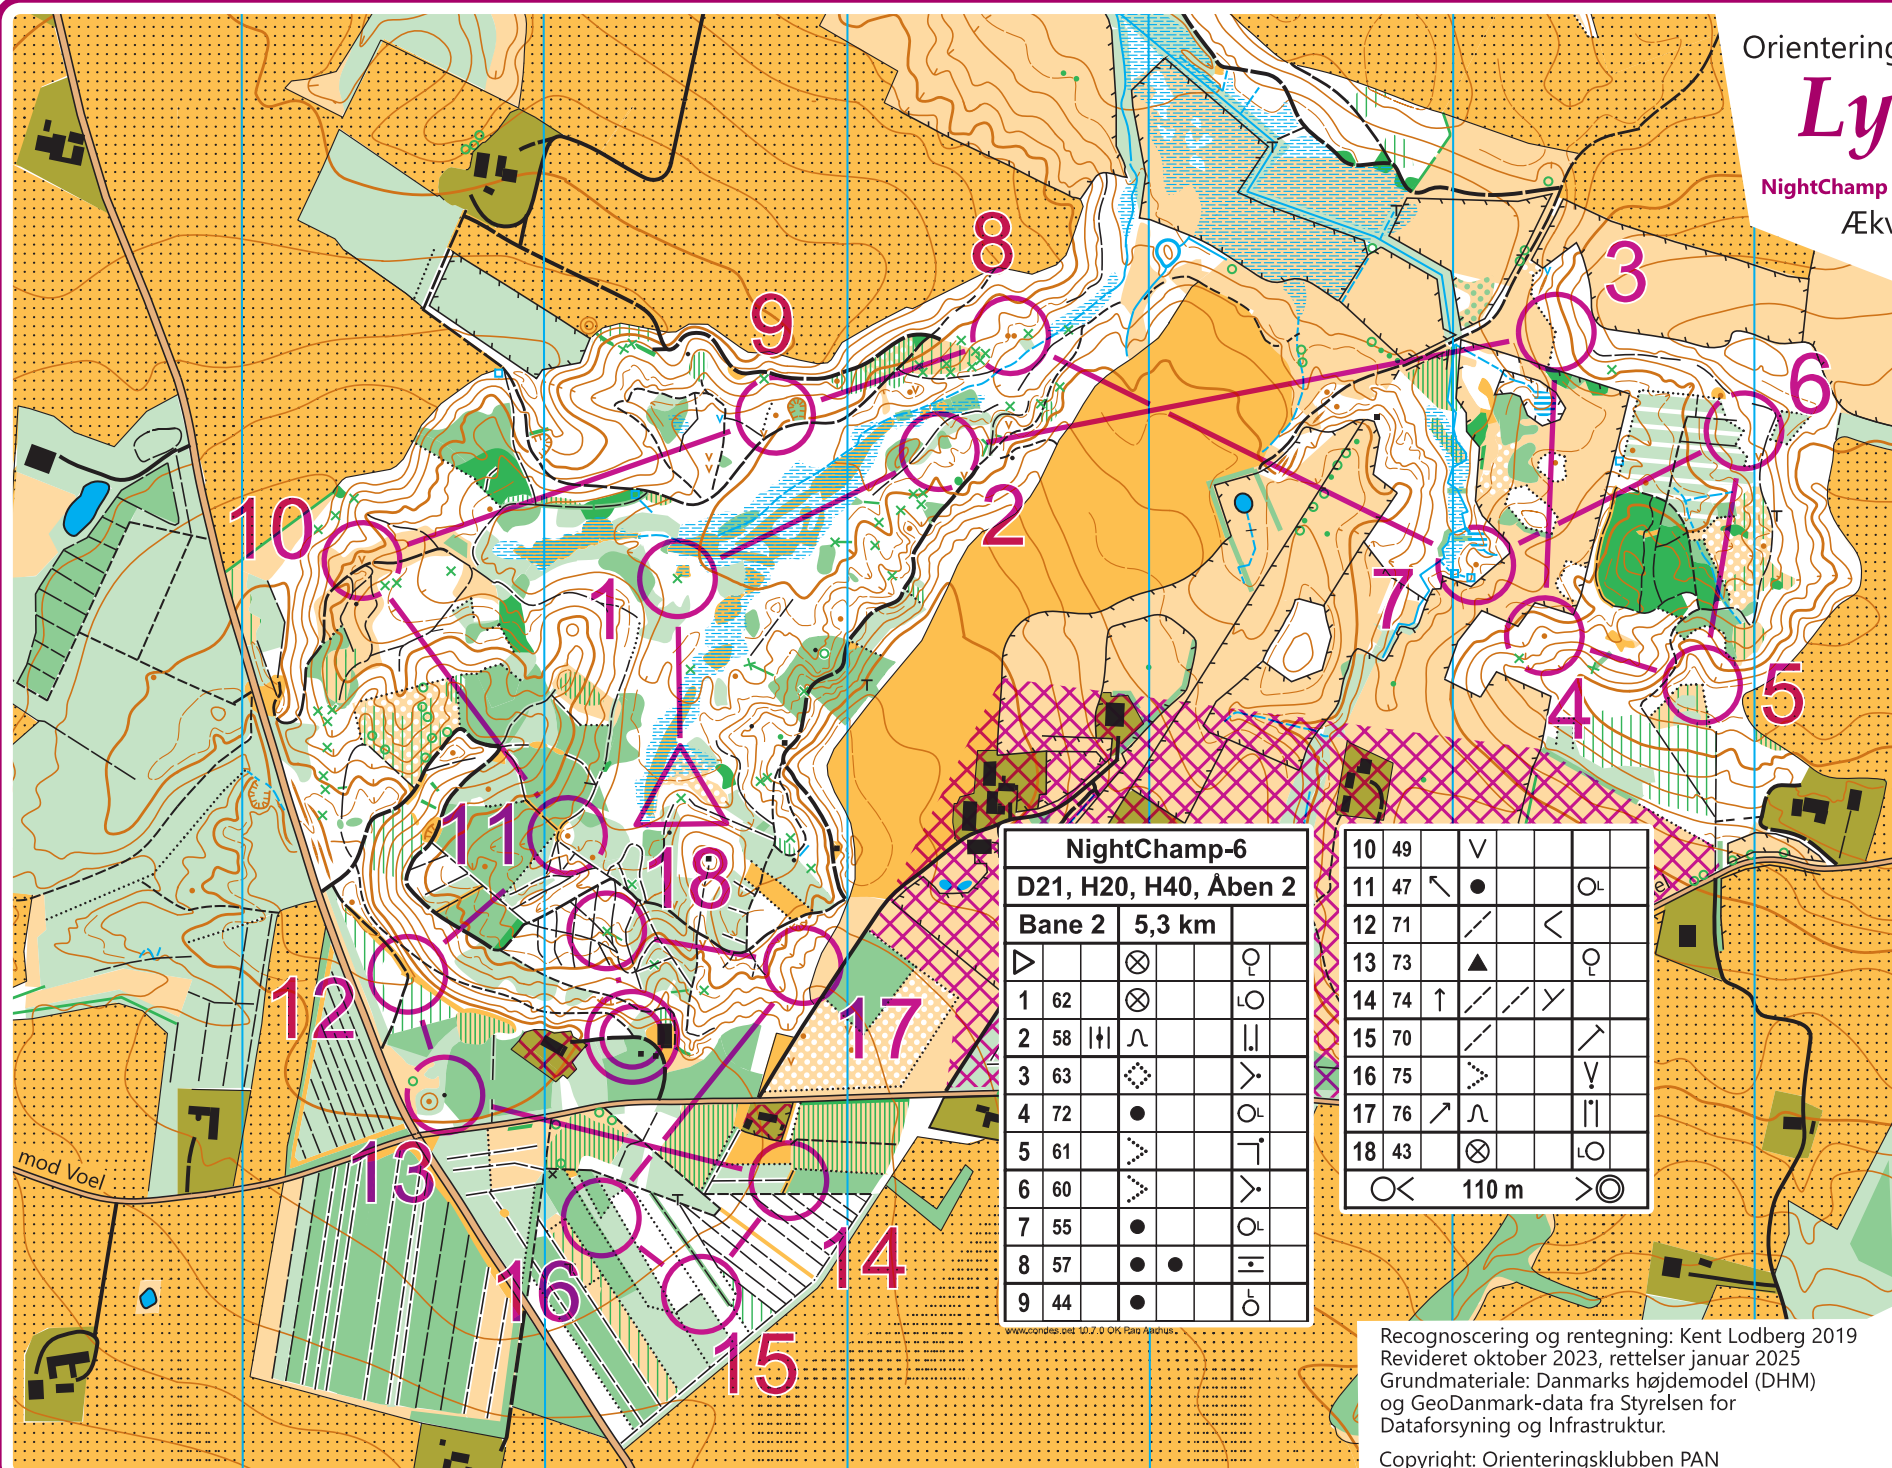 Orientering
Ly
NightChamp
Ækv
8
3
9
6
10
2
1
7
4
5
11
18
12
17
13
14
16
15
mod Voel
NightChamp-6
D21, H20, H40, Åben 2
Bane 2 5,3 km
1 62
2 58
3 63
4 72
5 61
6 60
7 55
8 57
9 44
10 49
11 47
12 71
13 73
14 74
15 70
16 75
17 76
18 43
110 m
www.condes.net 10.7.0 OK Pan Aarhus
Recognoscering og rentegning: Kent Lodberg 2019
Revideret oktober 2023, rettelser januar 2025
Grundmateriale: Danmarks højdemodel (DHM)
og GeoDanmark-data fra Styrelsen for
Dataforsyning og Infrastruktur.
Copyright: Orienteringsklubben PAN